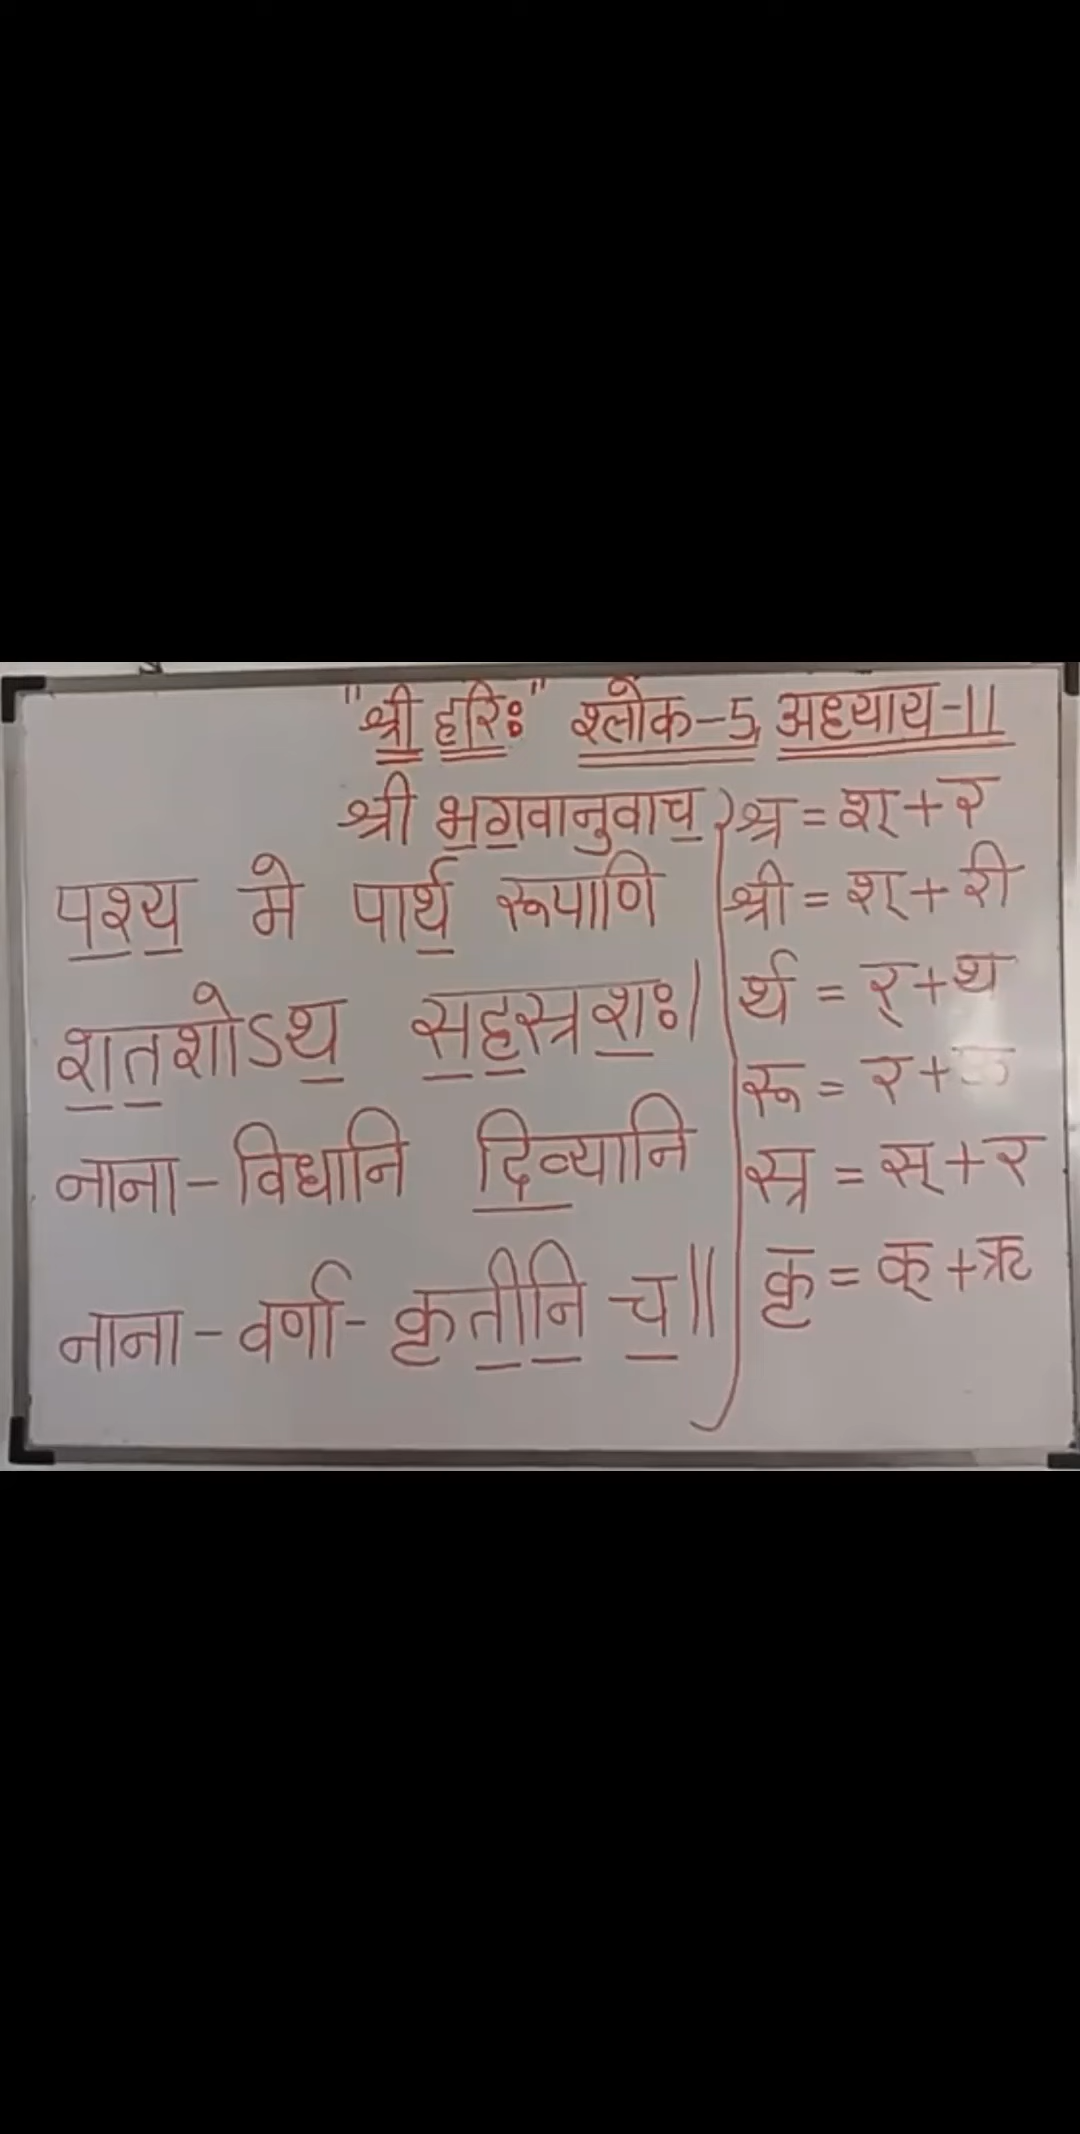 "श्री हरिः" श्लोक-5 अध्याय-11
श्री भगवानुवाच
पश्य मे पार्थ रूपाणि
शतशोऽथ सहस्त्रशः।
नाना-विधानि दिव्यानि
नाना-वर्णा-कृतीनि च॥
श्र = श्+र
श्री = श्+री
र्थ = र्+थ
रू = र+ऊ
स्त्र = स्+र
कृ = क्+ऋ